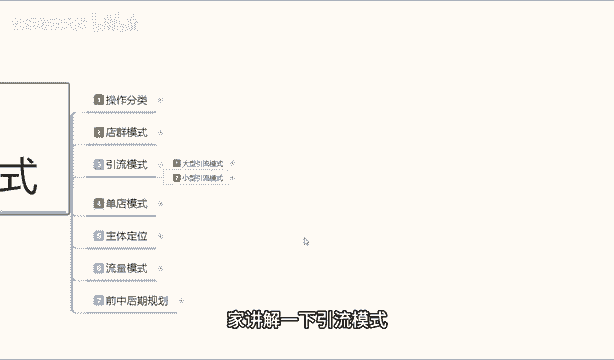 式
1 操作分类
2 店群模式
3 引流模式
1 大型引流模式
2 小型引流模式
4 单店模式
5 主体定位
6 流量模式
7 前中后期规划
家讲解一下引流模式